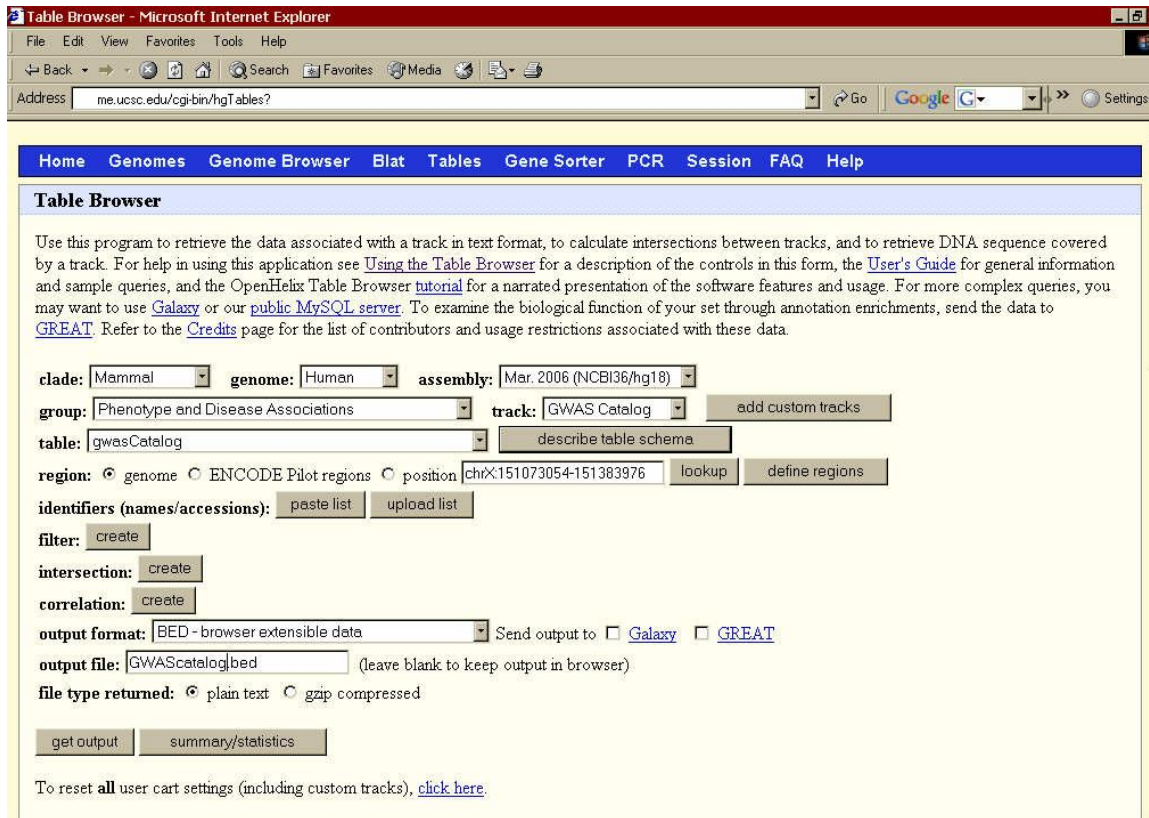 Table Browser - Microsoft Internet Explorer
File Edit View Favorites Tools Help
Back Search Favorites Media
Address me.ucsc.edu/cgi-bin/hgTables? Go Google G Settings
Home Genomes Genome Browser Blat Tables Gene Sorter PCR Session FAQ Help
Table Browser
Use this program to retrieve the data associated with a track in text format, to calculate intersections between tracks, and to retrieve DNA sequence covered
by a track. For help in using this application see Using the Table Browser for a description of the controls in this form, the User's Guide for general information
and sample queries, and the OpenHelix Table Browser tutorial for a narrated presentation of the software features and usage. For more complex queries, you
may want to use Galaxy or our public MySQL server. To examine the biological function of your set through annotation enrichments, send the data to
GREAT. Refer to the Credits page for the list of contributors and usage restrictions associated with these data.
clade: Mammal genome: Human assembly: Mar. 2006 (NCBI36/hg18)
group: Phenotype and Disease Associations track: GWAS Catalog add custom tracks
table: gwasCatalog describe table schema
region: genome ENCODE Pilot regions position chrX:151073054-151383976 lookup define regions
identifiers (names/accessions): paste list upload list
filter: create
intersection: create
correlation: create
output format: BED - browser extensible data Send output to Galaxy GREAT
output file: GWAScatalog.bed (leave blank to keep output in browser)
file type returned: plain text gzip compressed
get output summary/statistics
To reset all user cart settings (including custom tracks), click here.